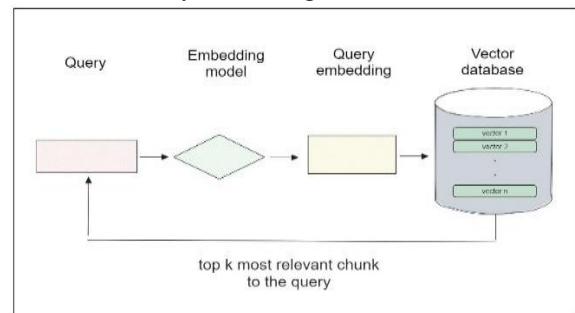 Query
Embedding
model
Query
embedding
Vector
database
vector 1
vector 2
.
.
vector n
top k most relevant chunk
to the query